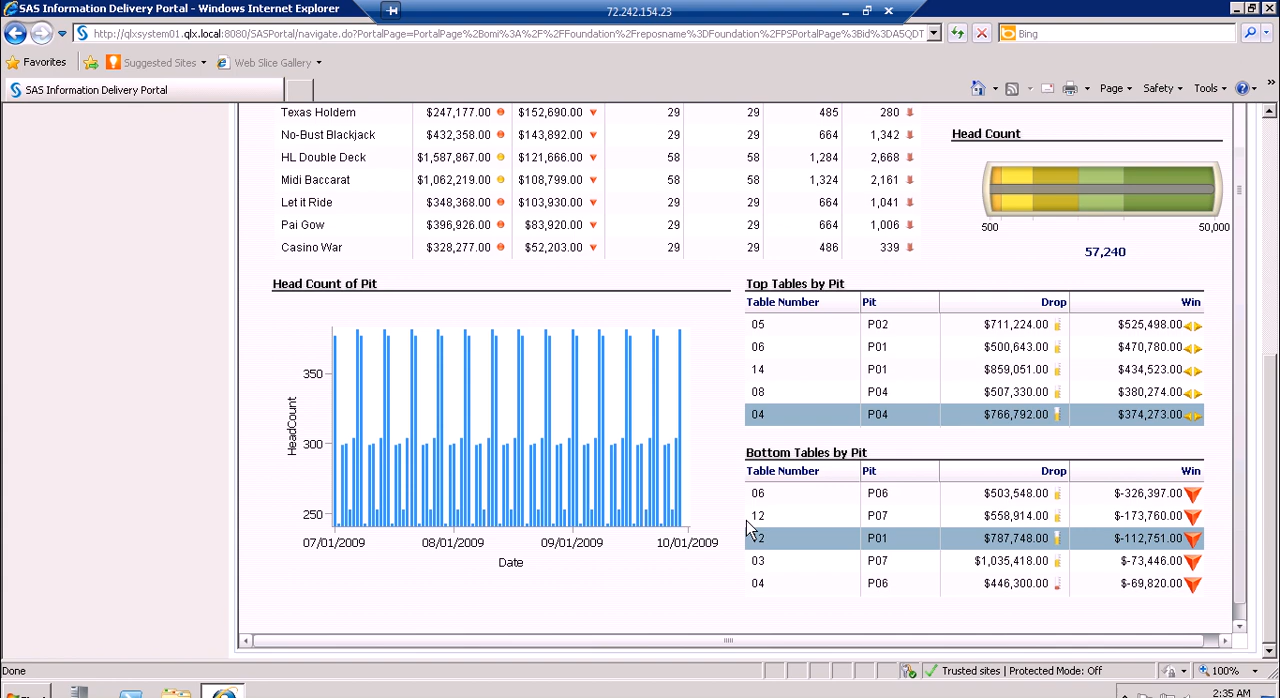 SAS Information Delivery Portal - Windows Internet Explorer
72.242.154.23
http://qlxsystem01.qlx.local:8080/SASPortal/navigate.do?PortalPage=PortalPage%2Bomi%3A%2F%2FFoundation%2Freposname%3DFoundation%2FPSPortalPage%3Bid%3DA5QDT
Bing
Favorites Suggested Sites Web Slice Gallery
SAS Information Delivery Portal Page Safety Tools »
Texas Holdem $247,177.00 $152,690.00 29 29 485 280
No-Bust Blackjack $432,358.00 $143,892.00 29 29 664 1,342
HL Double Deck $1,587,867.00 $121,666.00 58 58 1,284 2,668
Midi Baccarat $1,062,219.00 $108,799.00 58 58 1,324 2,161
Let it Ride $348,368.00 $103,930.00 29 29 664 1,041
Pai Gow $396,926.00 $83,920.00 29 29 664 1,006
Casino War $328,277.00 $52,203.00 29 29 486 339
Head Count
500 50,000
57,240
Head Count of Pit
350
300
250
HeadCount
07/01/2009 08/01/2009 09/01/2009 10/01/2009
Date
Top Tables by Pit
Table Number Pit Drop Win
05 P02 $711,224.00 $525,498.00
06 P01 $500,643.00 $470,780.00
14 P01 $859,051.00 $434,523.00
08 P04 $507,330.00 $380,274.00
04 P04 $766,792.00 $374,273.00
Bottom Tables by Pit
Table Number Pit Drop Win
06 P06 $503,548.00 $-326,397.00
12 P07 $558,914.00 $-173,760.00
P01 $787,748.00 $-112,751.00
03 P07 $1,035,418.00 $-73,446.00
04 P06 $446,300.00 $-69,820.00
Done Trusted sites | Protected Mode: Off 100%
2:35 AM